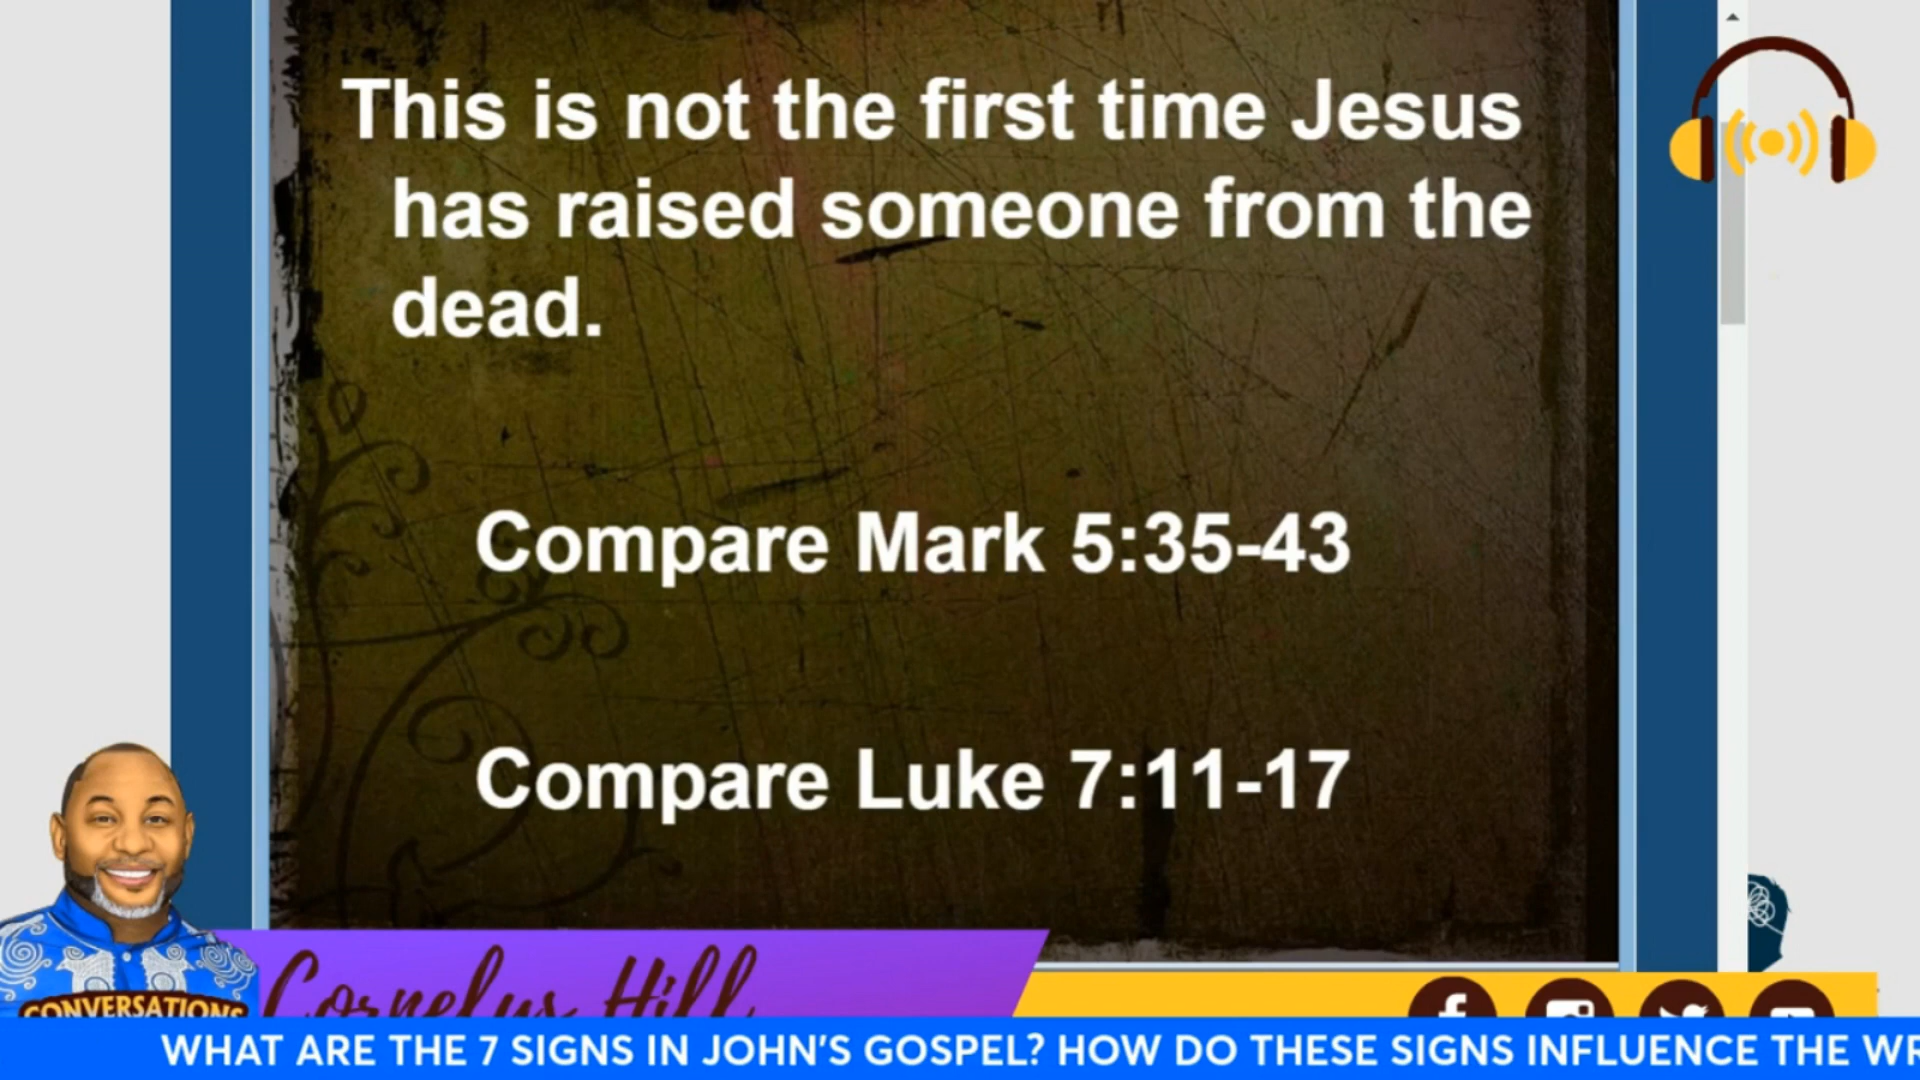 This is not the first time Jesus
has raised someone from the
dead.
Compare Mark 5:35-43
Compare Luke 7:11-17
CONVERSATIONS
Cornelus Hill
WHAT ARE THE 7 SIGNS IN JOHN'S GOSPEL? HOW DO THESE SIGNS INFLUENCE THE